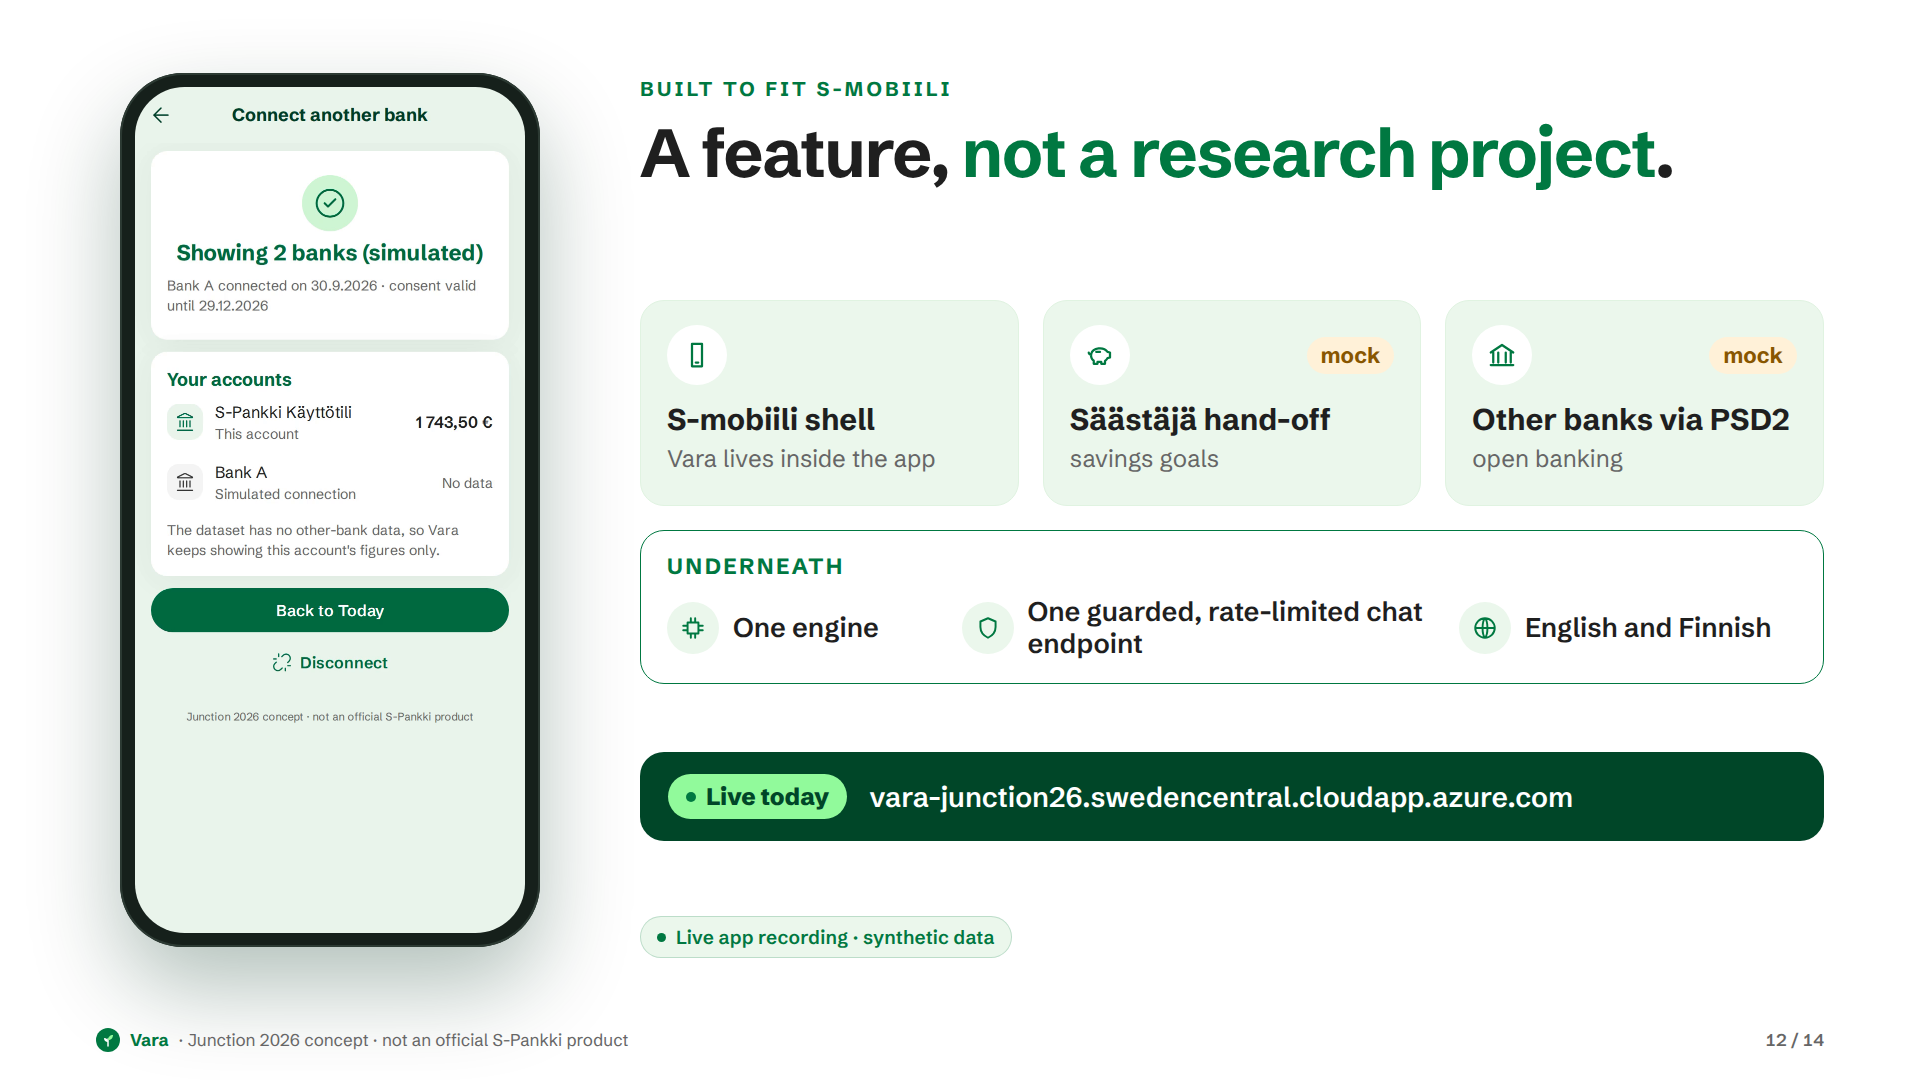 Connect another bank
Showing 2 banks (simulated)
Bank A connected on 30.9.2026 · consent valid
until 29.12.2026
Your accounts
S-Pankki Käyttötili
This account
1 743,50 €
Bank A
Simulated connection
No data
The dataset has no other-bank data, so Vara
keeps showing this account's figures only.
Back to Today
Disconnect
Junction 2026 concept · not an official S-Pankki product
BUILT TO FIT S-MOBIILI
A feature, not a research project.
S-mobiili shell
Vara lives inside the app
mock
Säästäjä hand-off
savings goals
mock
Other banks via PSD2
open banking
UNDERNEATH
One engine
One guarded, rate-limited chat
endpoint
English and Finnish
Live today
vara-junction26.swedencentral.cloudapp.azure.com
Live app recording · synthetic data
Vara · Junction 2026 concept · not an official S-Pankki product
12 / 14